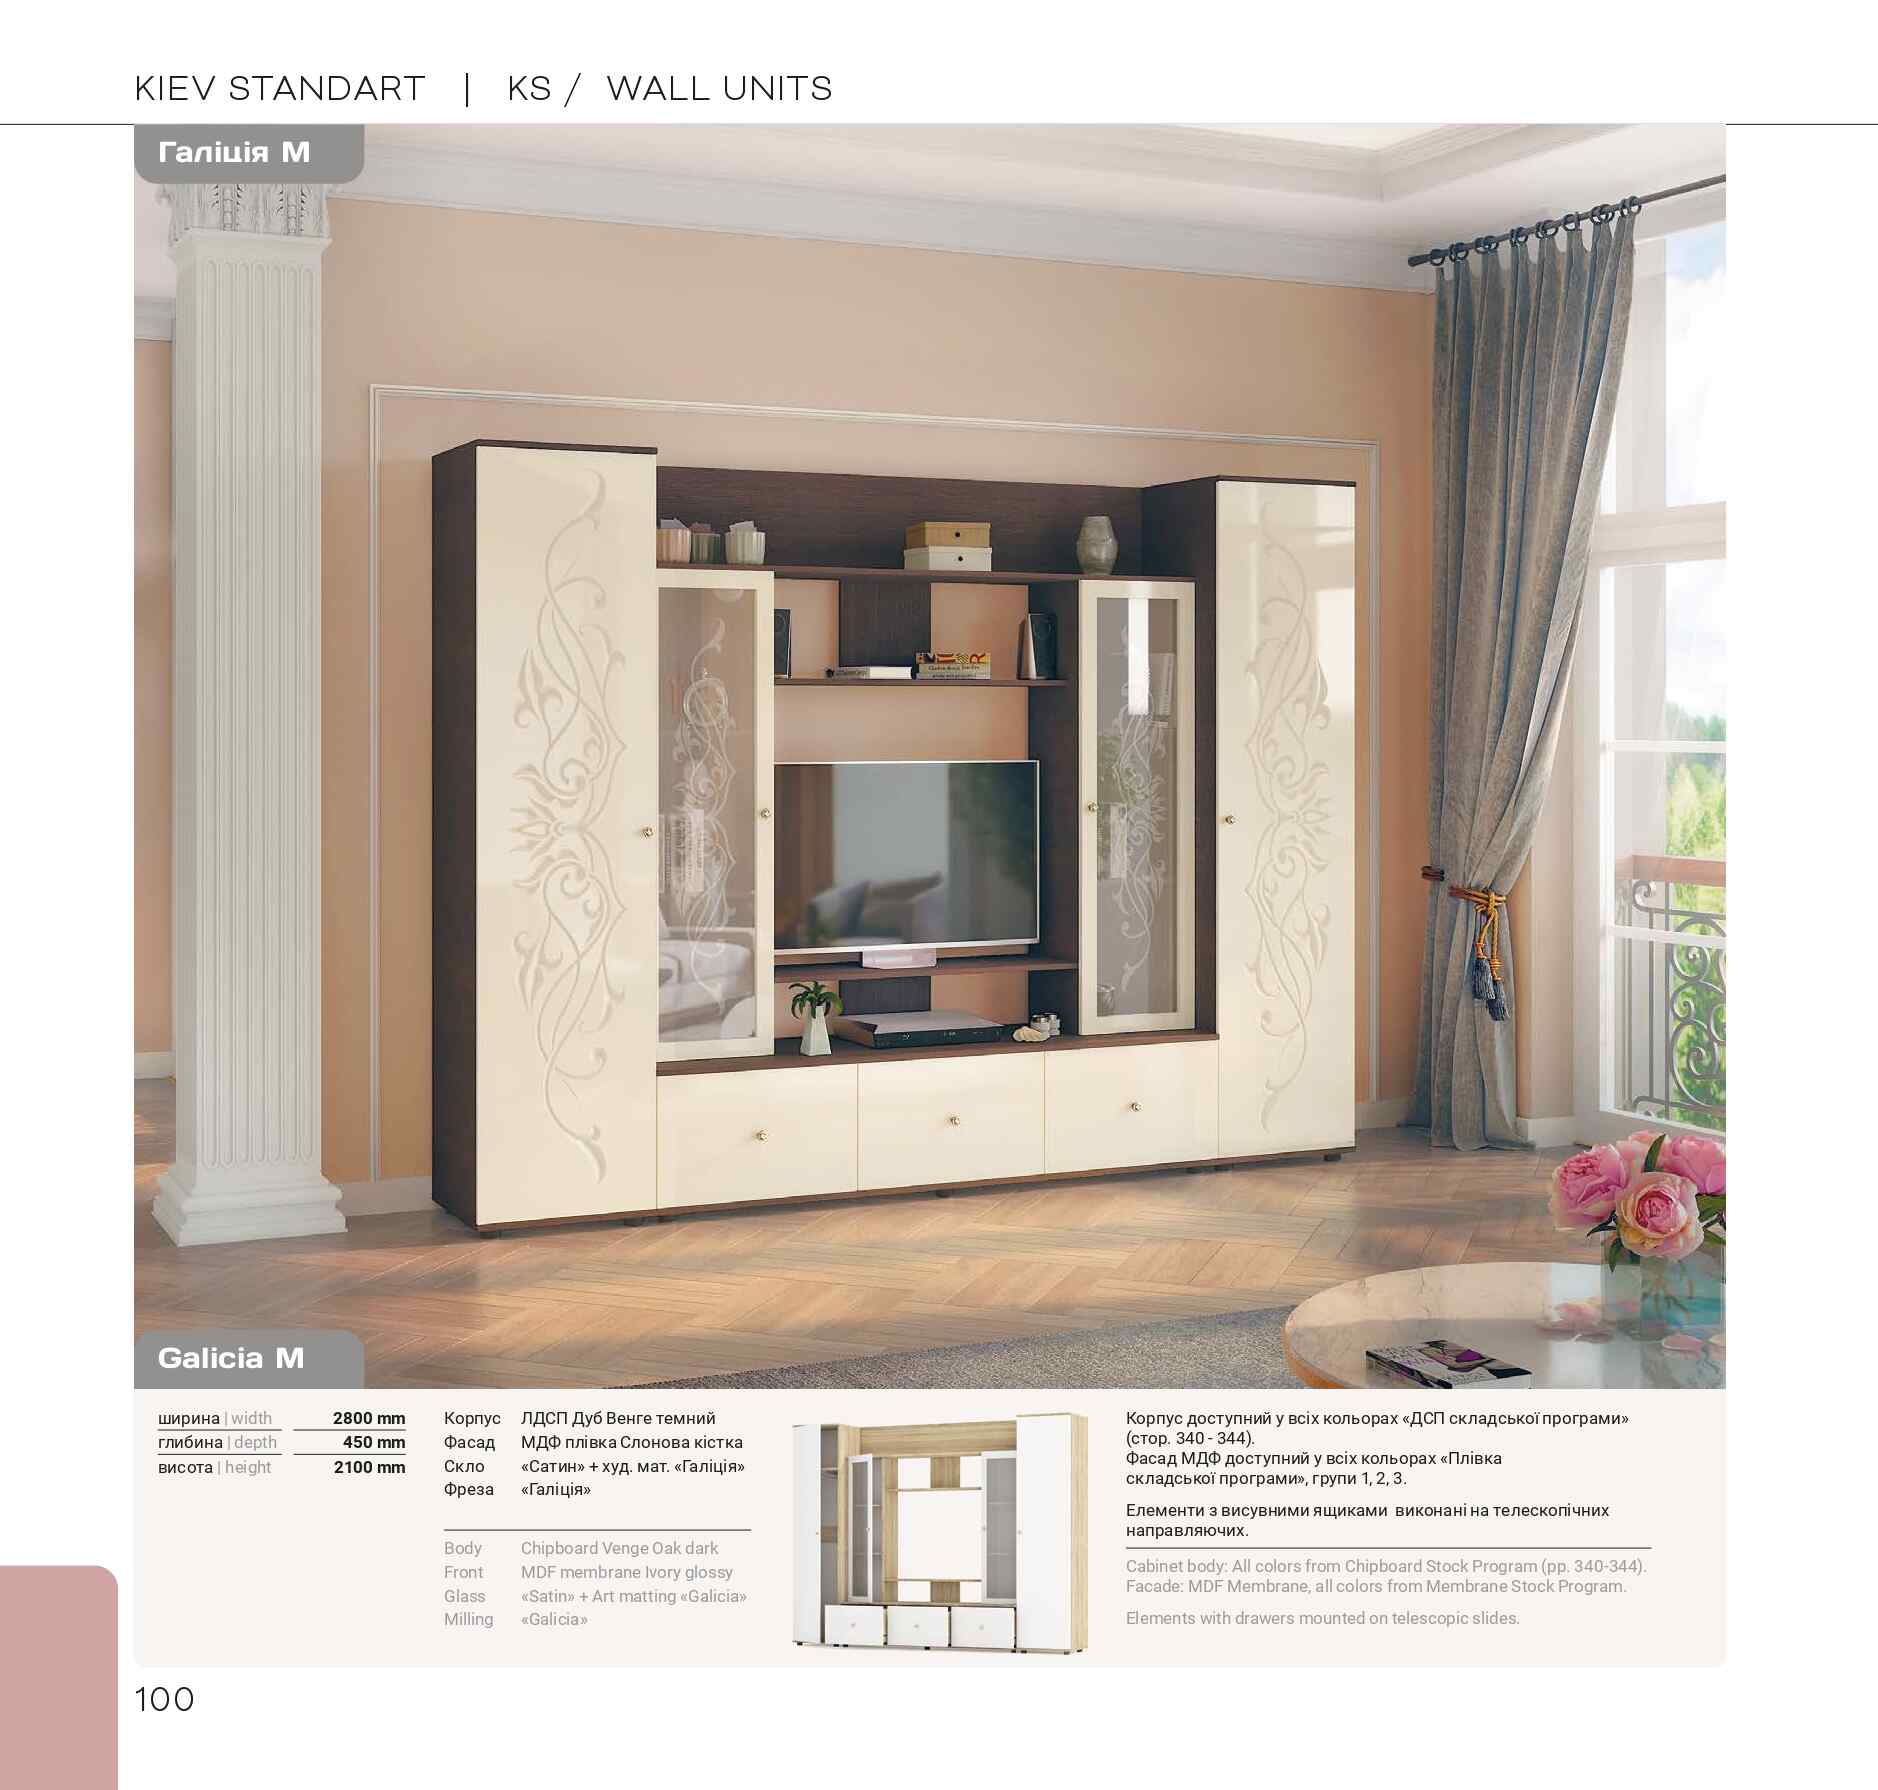 KIEV STANDART | KS / WALL UNITS
Галіція М
Galicia M
ширина | width 2800 mm
глибина | depth 450 mm
висота | height 2100 mm
Корпус ЛДСП Дуб Венге темний
Фасад МДФ плівка Слонова кістка
Скло «Сатин» + худ. мат. «Галіція»
Фреза «Галіція»
Body Chipboard Venge Oak dark
Front MDF membrane Ivory glossy
Glass «Satin» + Art matting «Galicia»
Milling «Galicia»
Корпус доступний у всіх кольорах «ДСП складської програми»
(стор. 340 - 344).
Фасад МДФ доступний у всіх кольорах «Плівка
складської програми», групи 1, 2, 3.
Елементи з висувними ящиками виконані на телескопічних
направляючих.
Cabinet body: All colors from Chipboard Stock Program (pp. 340-344).
Facade: MDF Membrane, all colors from Membrane Stock Program.
Elements with drawers mounted on telescopic slides.
100